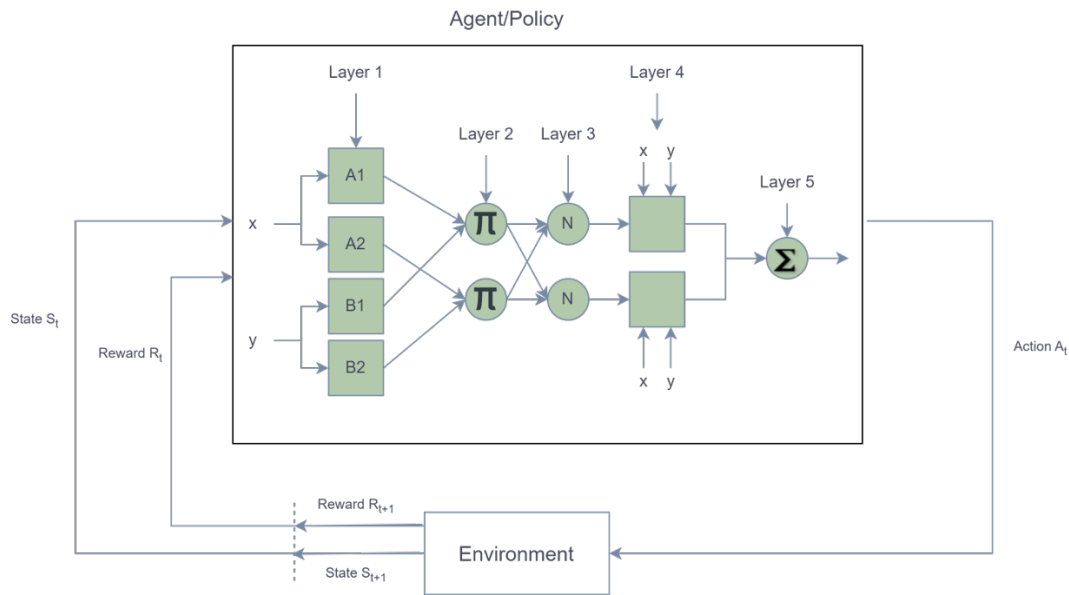 Agent/Policy
Layer 1
Layer 4
Layer 2
Layer 3
x y
Layer 5
A1
x
π
N
A2
Σ
B1
π
N
State St
y
Reward Rt
Action At
B2
x y
Reward Rt+1
Environment
State St+1